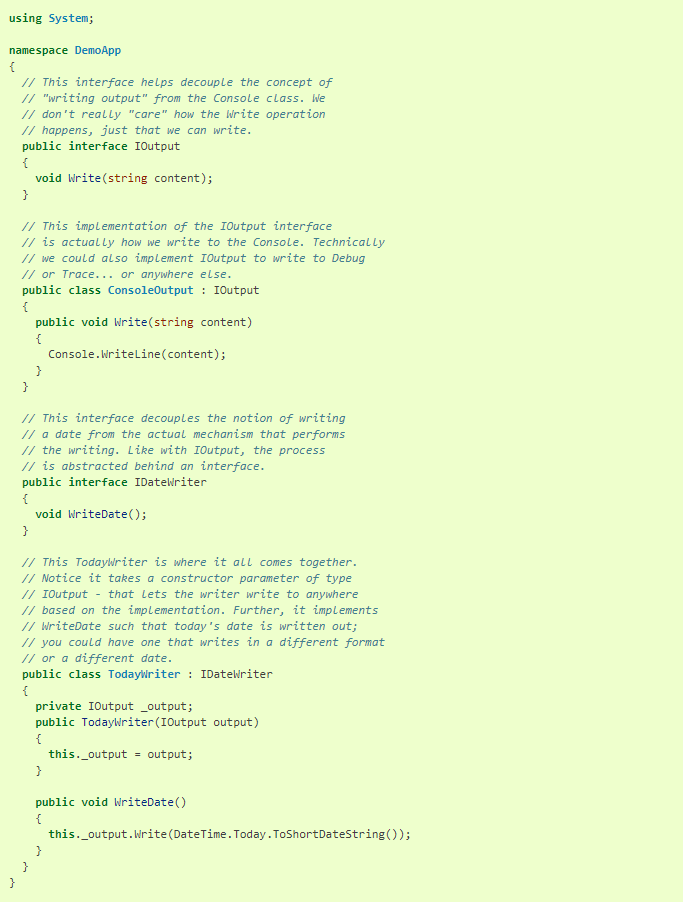 using System;

namespace DemoApp
{
  // This interface helps decouple the concept of
  // "writing output" from the Console class. We
  // don't really "care" how the Write operation
  // happens, just that we can write.
  public interface IOutput
  {
    void Write(string content);
  }

  // This implementation of the IOutput interface
  // is actually how we write to the Console. Technically
  // we could also implement IOutput to write to Debug
  // or Trace... or anywhere else.
  public class ConsoleOutput : IOutput
  {
    public void Write(string content)
    {
      Console.WriteLine(content);
    }
  }

  // This interface decouples the notion of writing
  // a date from the actual mechanism that performs
  // the writing. Like with IOutput, the process
  // is abstracted behind an interface.
  public interface IDateWriter
  {
    void WriteDate();
  }

  // This TodayWriter is where it all comes together.
  // Notice it takes a constructor parameter of type
  // IOutput - that lets the writer write to anywhere
  // based on the implementation. Further, it implements
  // WriteDate such that today's date is written out;
  // you could have one that writes in a different format
  // or a different date.
  public class TodayWriter : IDateWriter
  {
    private IOutput _output;
    public TodayWriter(IOutput output)
    {
      this._output = output;
    }

    public void WriteDate()
    {
      this._output.Write(DateTime.Today.ToShortDateString());
    }
  }
}